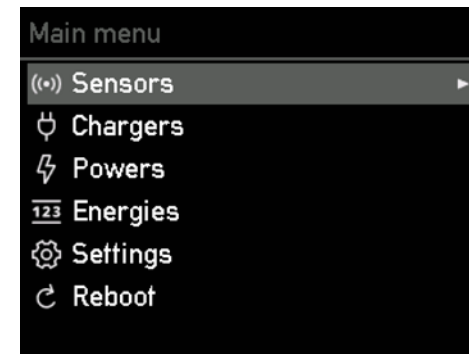 Main menu
Sensors
Chargers
Powers
123 Energies
Settings
Reboot